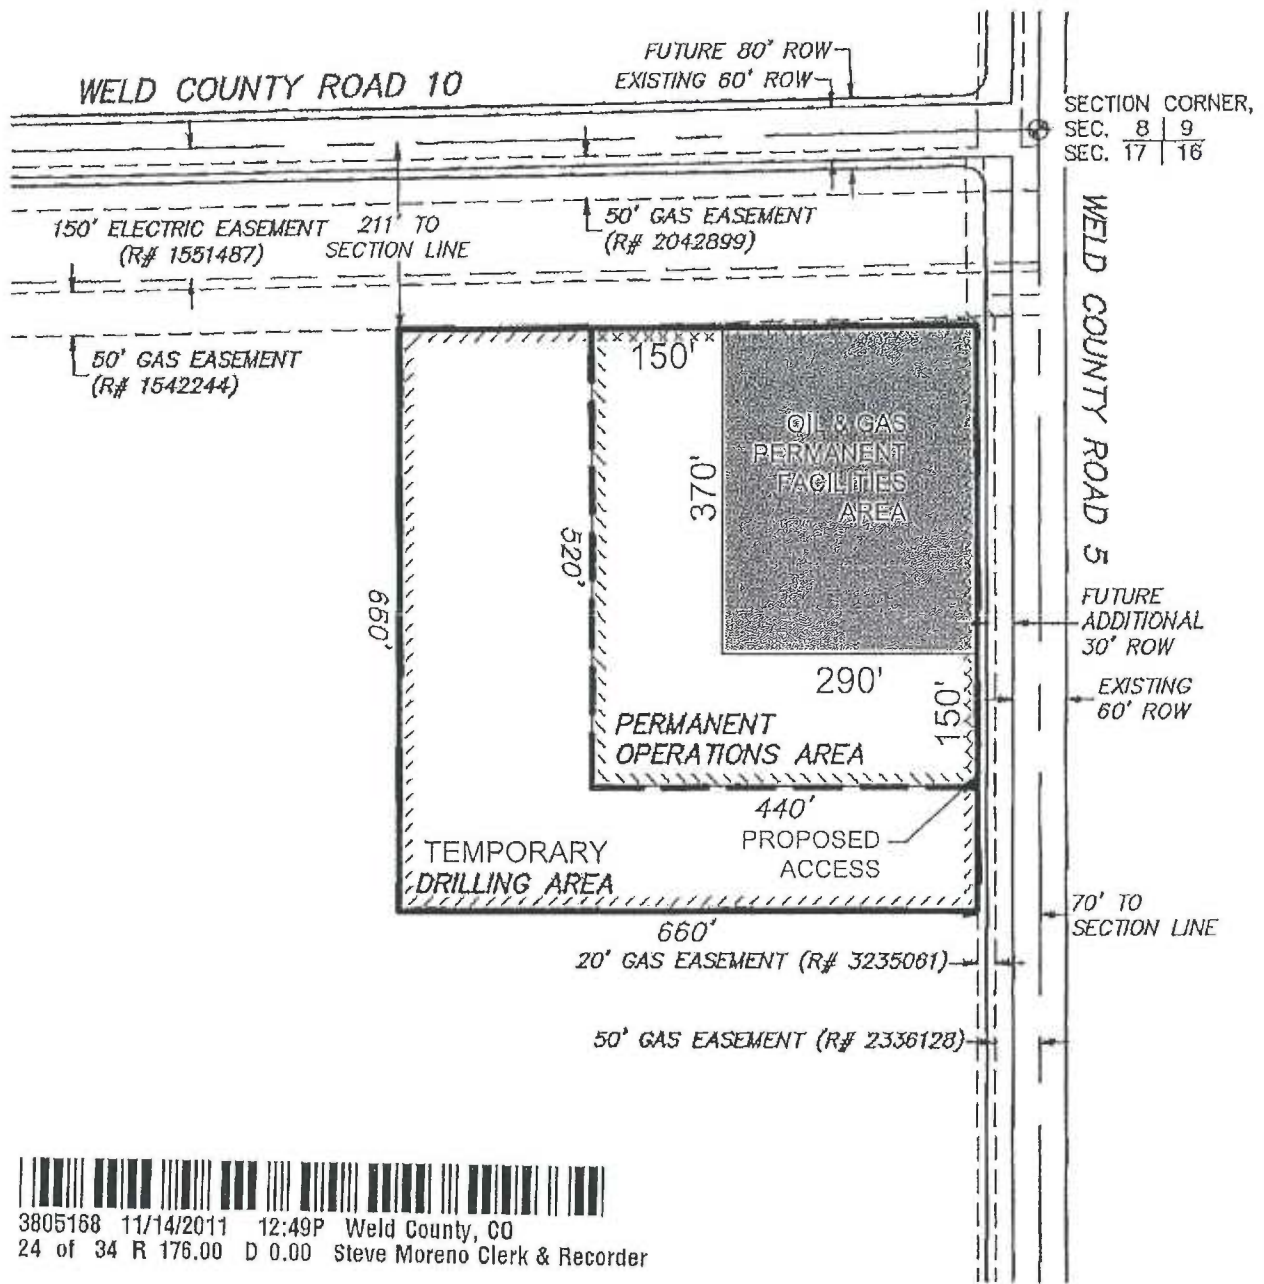 FUTURE 80' ROW
EXISTING 60' ROW
WELD COUNTY ROAD 10
SECTION CORNER,
SEC. 8 | 9
SEC. 17 | 16
150' ELECTRIC EASEMENT
(R# 1551487)
211' TO
SECTION LINE
50' GAS EASEMENT
(R# 2042899)
WELD COUNTY ROAD 5
50' GAS EASEMENT
(R# 1542244)
150'
OIL & GAS
PERMANENT
FACILITIES
AREA
370'
520'
650'
290'
150'
FUTURE
ADDITIONAL
30' ROW
EXISTING
60' ROW
PERMANENT
OPERATIONS AREA
440'
PROPOSED
ACCESS
TEMPORARY
DRILLING AREA
660'
70' TO
SECTION LINE
20' GAS EASEMENT (R# 3235061)
50' GAS EASEMENT (R# 2336128)
3805168 11/14/2011 12:49P Weld County, CO
24 of 34 R 176.00 D 0.00 Steve Moreno Clerk & Recorder